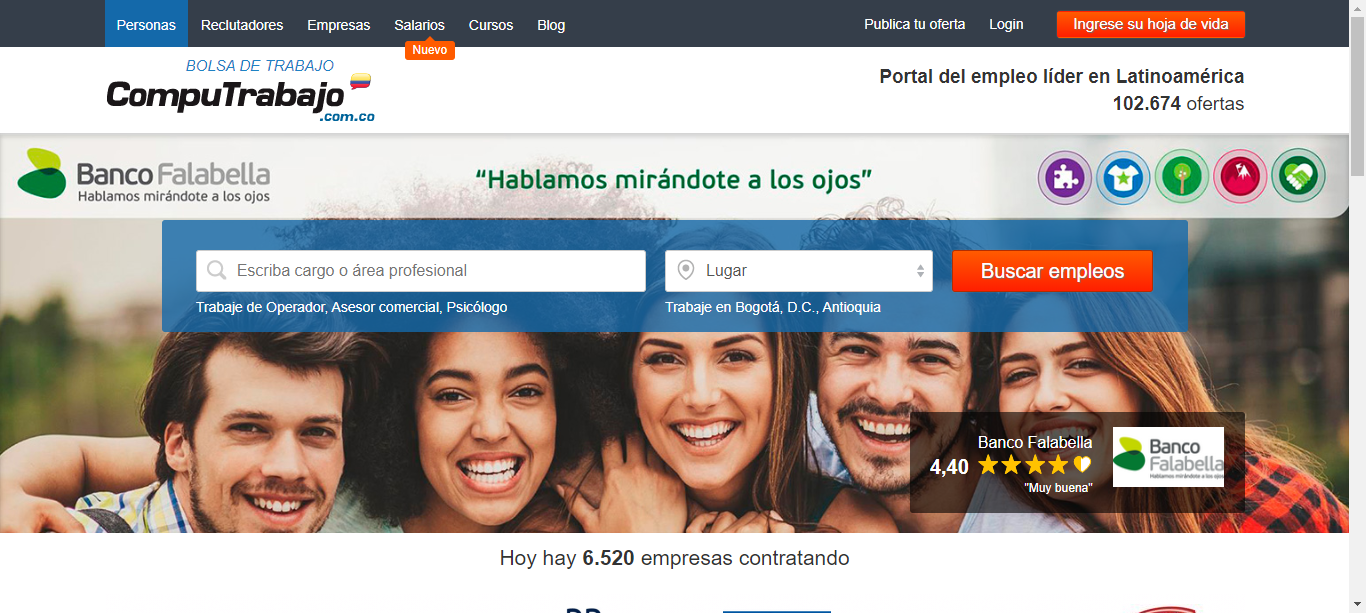 Personas Reclutadores Empresas Salarios Cursos Blog Publica tu oferta Login Ingrese su hoja de vida
Nuevo
BOLSA DE TRABAJO
CompuTrabajo
.com.co
Portal del empleo líder en Latinoamérica
102.674 ofertas
Banco Falabella
Hablamos mirándote a los ojos
“Hablamos mirándote a los ojos”
Escriba cargo o área profesional Lugar Buscar empleos
Trabaje de Operador, Asesor comercial, Psicólogo Trabaje en Bogotá, D.C., Antioquia
Banco Falabella
4,40
"Muy buena"
Banco
Falabella
Hablamos mirándote a los ojos
Hoy hay 6.520 empresas contratando